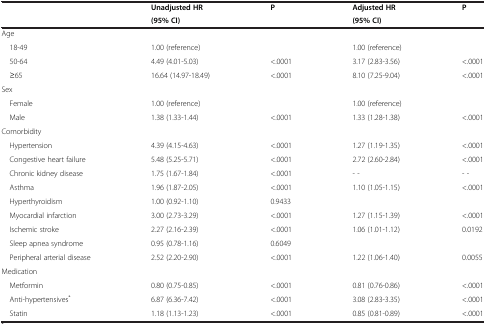 Unadjusted HR P Adjusted HR P
(95% CI) (95% CI)
Age
18-49 1.00 (reference) 1.00 (reference)
50-64 4.49 (4.01-5.03) <.0001 3.17 (2.83-3.56) <.0001
≥65 16.64 (14.97-18.49) <.0001 8.10 (7.25-9.04) <.0001
Sex
Female 1.00 (reference) 1.00 (reference)
Male 1.38 (1.33-1.44) <.0001 1.33 (1.28-1.38) <.0001
Comorbidity
Hypertension 4.39 (4.15-4.63) <.0001 1.27 (1.19-1.35) <.0001
Congestive heart failure 5.48 (5.25-5.71) <.0001 2.72 (2.60-2.84) <.0001
Chronic kidney disease 1.75 (1.67-1.84) <.0001 - - - -
Asthma 1.96 (1.87-2.05) <.0001 1.10 (1.05-1.15) <.0001
Hyperthyroidism 1.00 (0.92-1.10) 0.9433
Myocardial infarction 3.00 (2.73-3.29) <.0001 1.27 (1.15-1.39) <.0001
Ischemic stroke 2.27 (2.16-2.39) <.0001 1.06 (1.01-1.12) 0.0192
Sleep apnea syndrome 0.95 (0.78-1.16) 0.6049
Peripheral arterial disease 2.52 (2.20-2.90) <.0001 1.22 (1.06-1.40) 0.0055
Medication
Metformin 0.80 (0.75-0.85) <.0001 0.81 (0.76-0.86) <.0001
Anti-hypertensives* 6.87 (6.36-7.42) <.0001 3.08 (2.83-3.35) <.0001
Statin 1.18 (1.13-1.23) <.0001 0.85 (0.81-0.89) <.0001